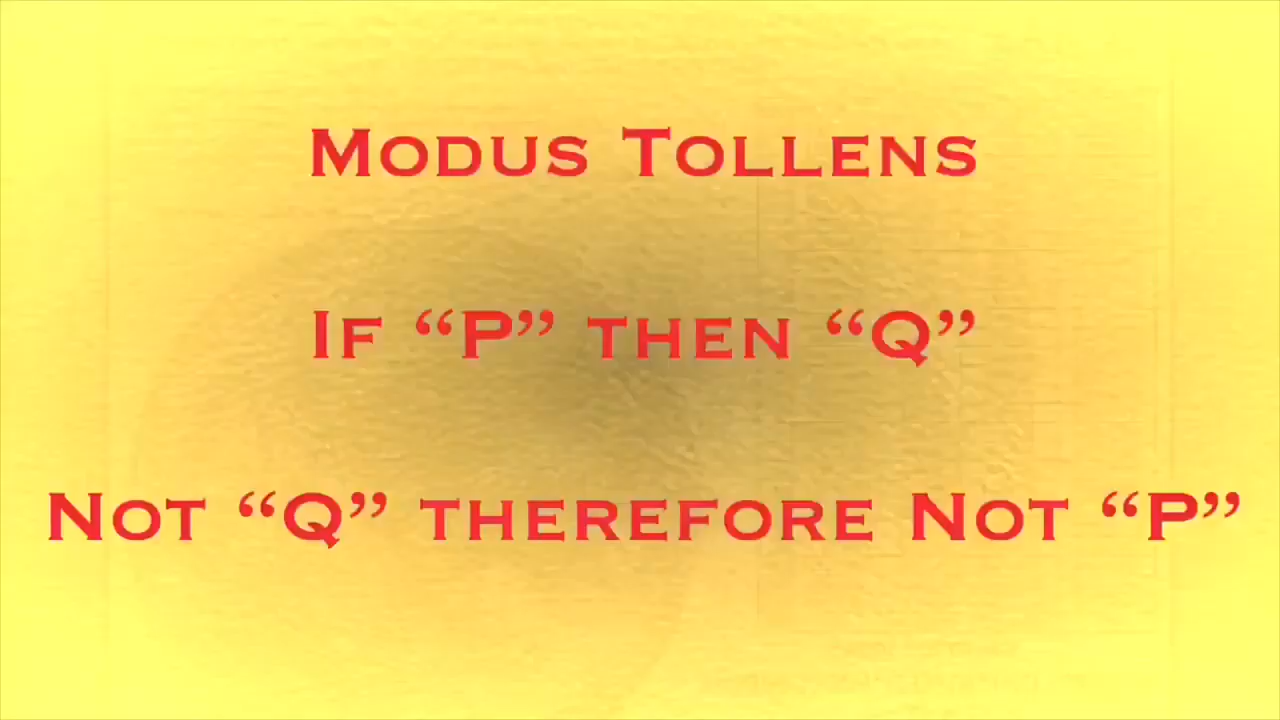 Modus Tollens
If “P” then “Q”
Not “Q” therefore Not “P”